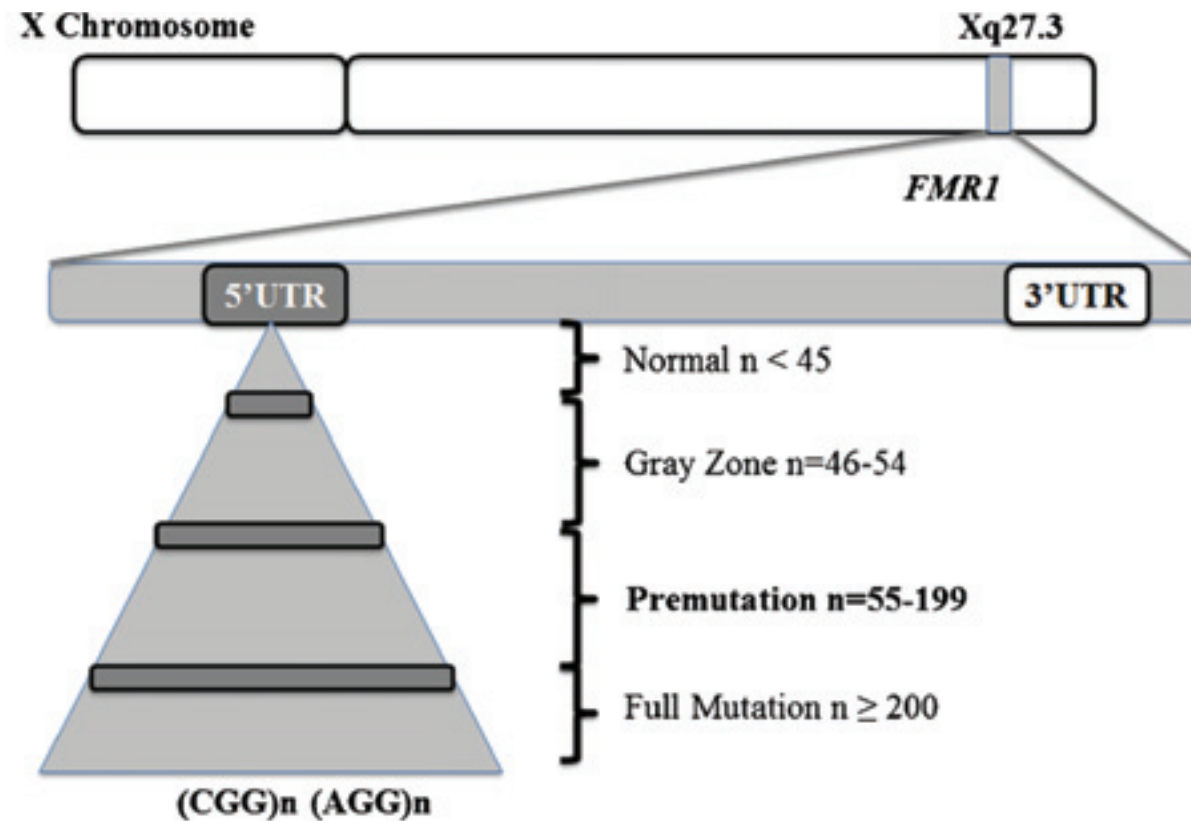 X Chromosome
Xq27.3
FMR1
5’UTR
3’UTR
Normal n < 45
Gray Zone n=46-54
Premutation n=55-199
Full Mutation n ≥ 200
(CGG)n (AGG)n